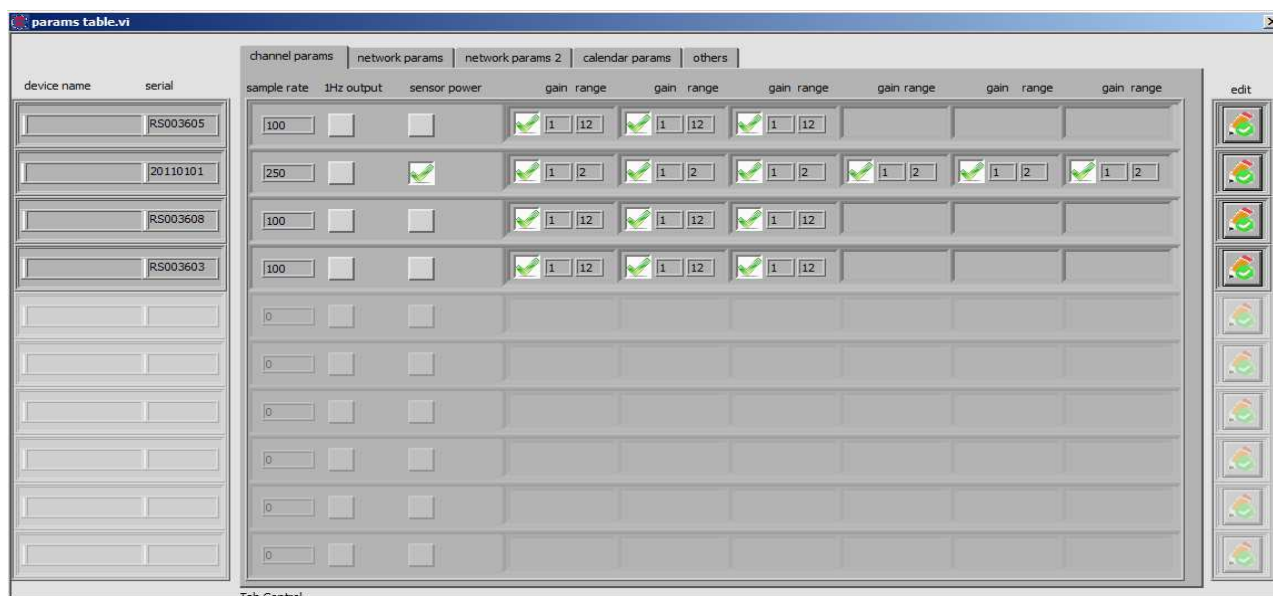 params table.vi
channel params network params network params 2 calendar params others
device name serial sample rate 1Hz output sensor power gain range gain range gain range gain range gain range gain range edit
RS003605 100 1 12 1 12 1 12
20110101 250 1 2 1 2 1 2 1 2 1 2 1 2
RS003608 100 1 12 1 12 1 12
RS003603 100 1 12 1 12 1 12
0
0
0
0
0
0
Tab Control